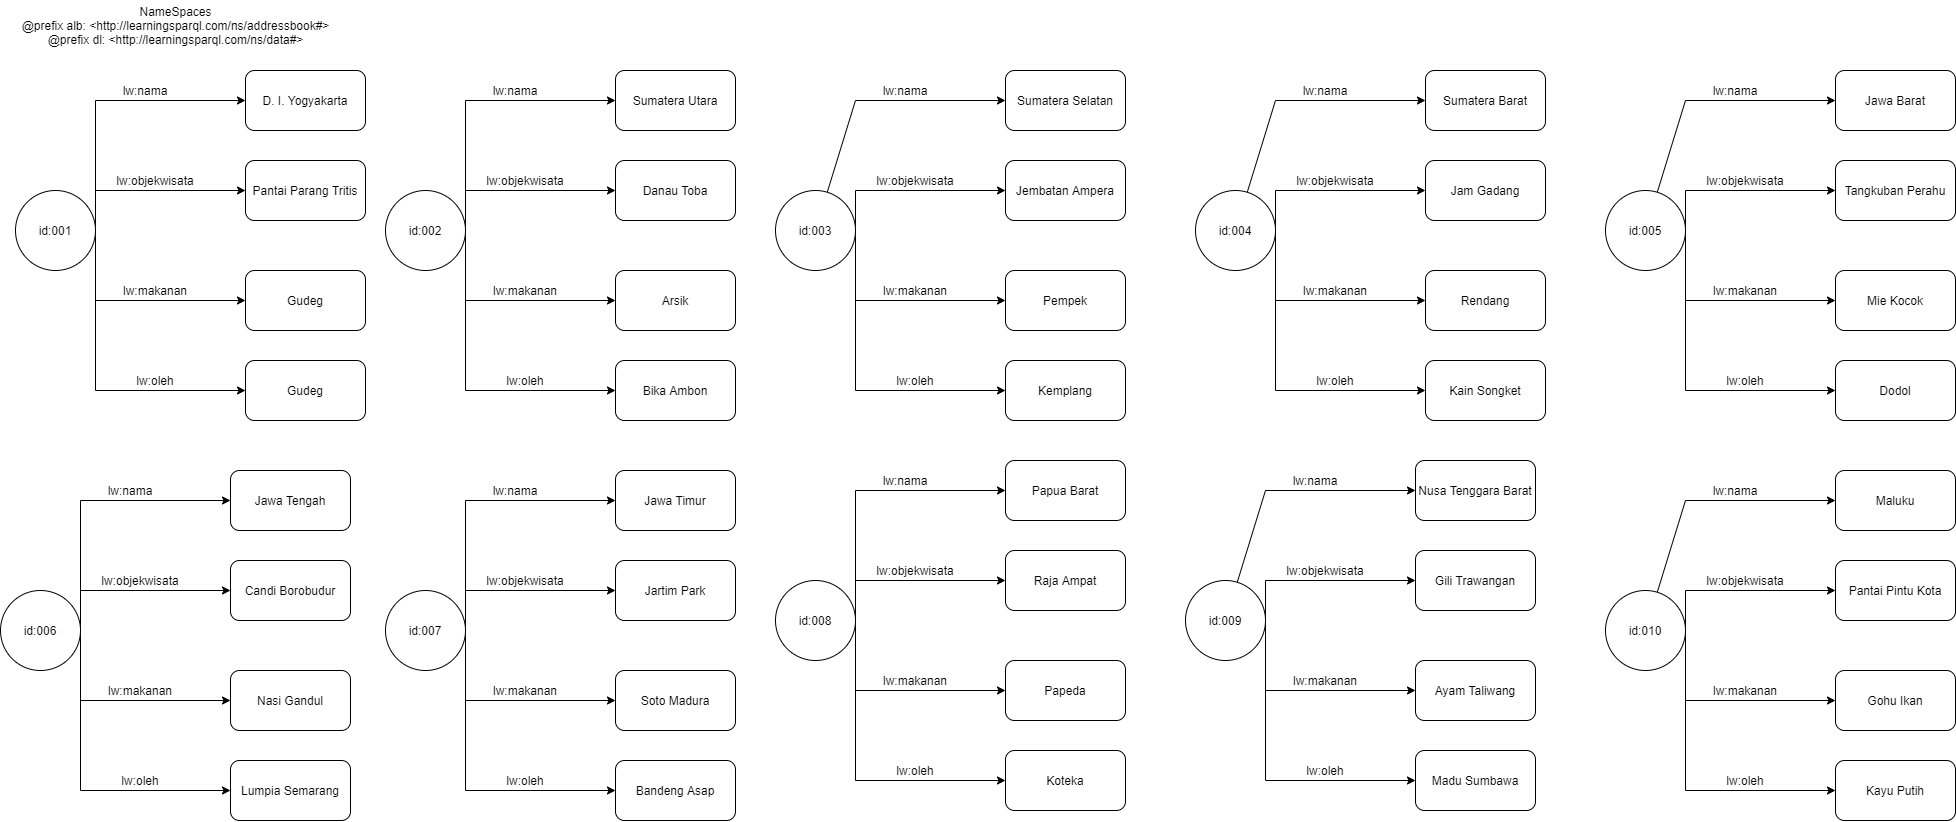 NameSpaces
@prefix alb: <http://learningsparql.com/ns/addressbook#>
@prefix dl: <http://learningsparql.com/ns/data#>
id:001
lw:nama
D. I. Yogyakarta
lw:objekwisata
Pantai Parang Tritis
lw:makanan
Gudeg
lw:oleh
Gudeg
id:002
lw:nama
Sumatera Utara
lw:objekwisata
Danau Toba
lw:makanan
Arsik
lw:oleh
Bika Ambon
id:003
lw:nama
Sumatera Selatan
lw:objekwisata
Jembatan Ampera
lw:makanan
Pempek
lw:oleh
Kemplang
id:004
lw:nama
Sumatera Barat
lw:objekwisata
Jam Gadang
lw:makanan
Rendang
lw:oleh
Kain Songket
id:005
lw:nama
Jawa Barat
lw:objekwisata
Tangkuban Perahu
lw:makanan
Mie Kocok
lw:oleh
Dodol
id:006
lw:nama
Jawa Tengah
lw:objekwisata
Candi Borobudur
lw:makanan
Nasi Gandul
lw:oleh
Lumpia Semarang
id:007
lw:nama
Jawa Timur
lw:objekwisata
Jartim Park
lw:makanan
Soto Madura
lw:oleh
Bandeng Asap
id:008
lw:nama
Papua Barat
lw:objekwisata
Raja Ampat
lw:makanan
Papeda
lw:oleh
Koteka
id:009
lw:nama
Nusa Tenggara Barat
lw:objekwisata
Gili Trawangan
lw:makanan
Ayam Taliwang
lw:oleh
Madu Sumbawa
id:010
lw:nama
Maluku
lw:objekwisata
Pantai Pintu Kota
lw:makanan
Gohu Ikan
lw:oleh
Kayu Putih